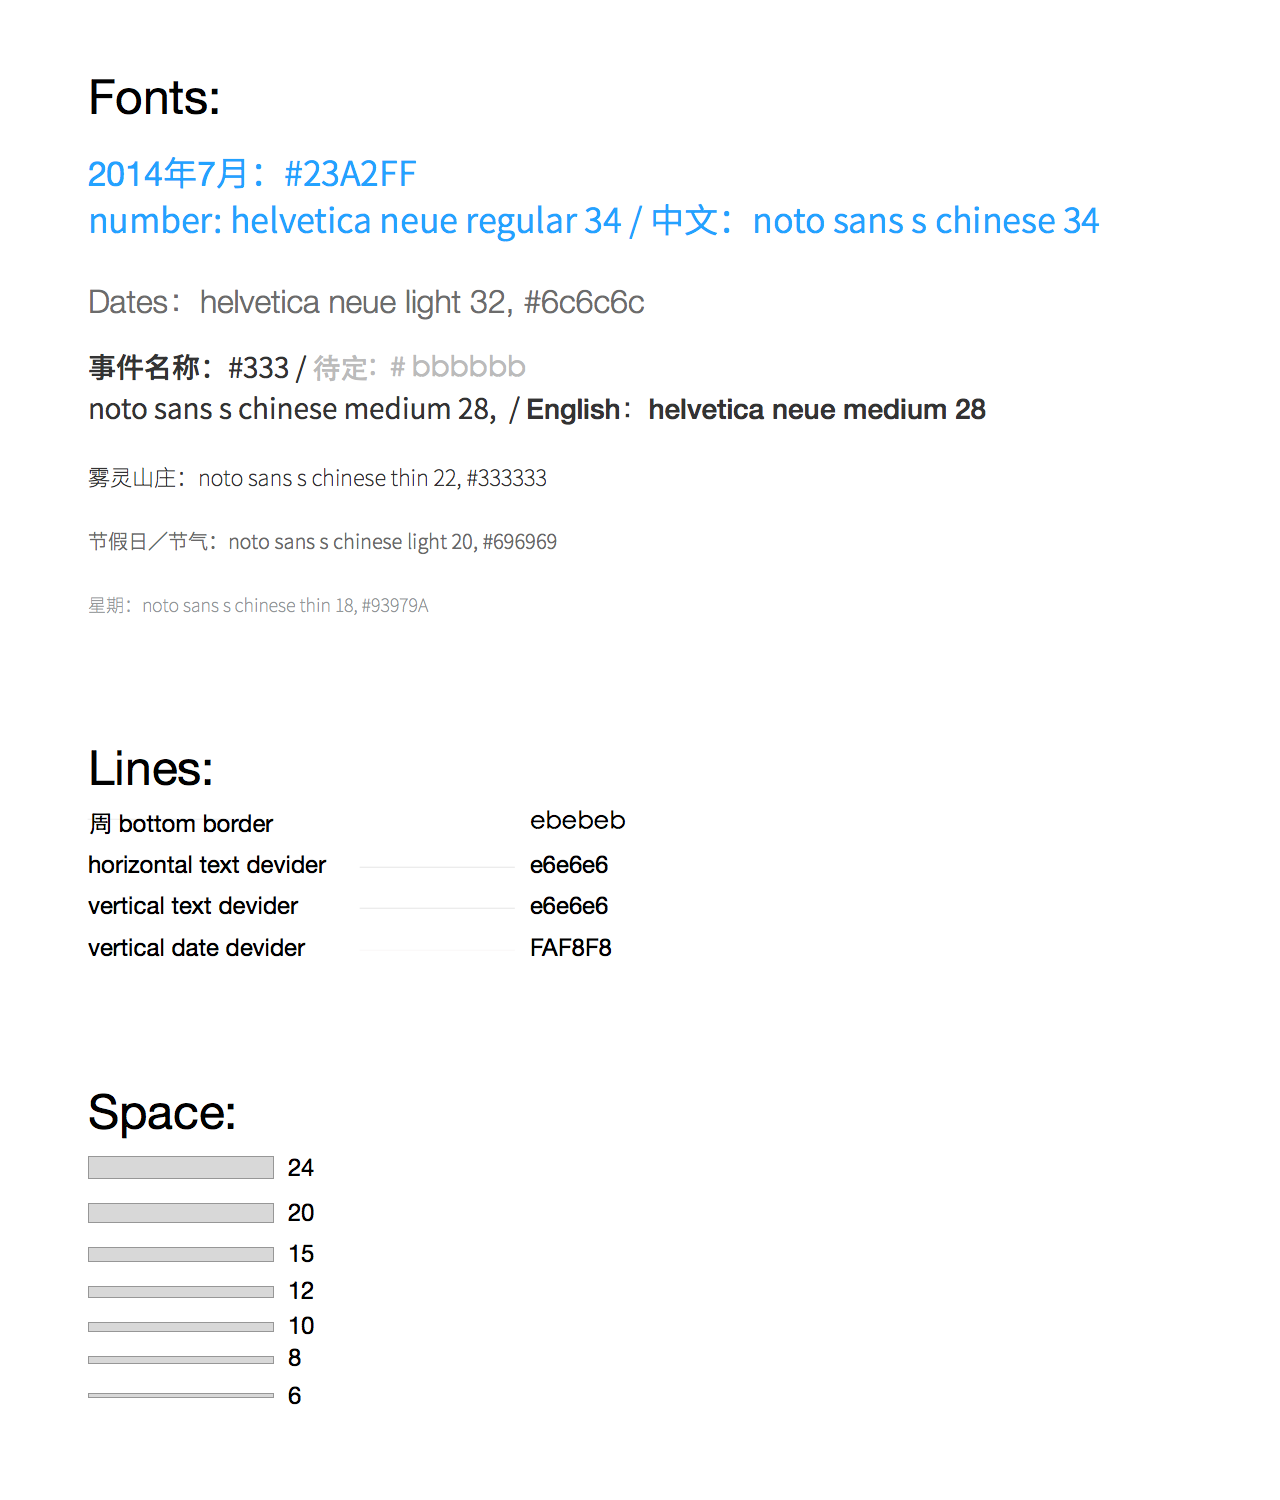 Fonts:
2014年7月：#23A2FF
number: helvetica neue regular 34 / 中文：noto sans s chinese 34
Dates：helvetica neue light 32, #6c6c6c
事件名称：#333 / 待定：# bbbbbb
noto sans s chinese medium 28,  / English：helvetica neue medium 28
雾灵山庄：noto sans s chinese thin 22, #333333
节假日／节气：noto sans s chinese light 20, #696969
星期：noto sans s chinese thin 18, #93979A
Lines:
周 bottom border ebebeb
horizontal text devider e6e6e6
vertical text devider e6e6e6
vertical date devider FAF8F8
Space:
24
20
15
12
10
8
6